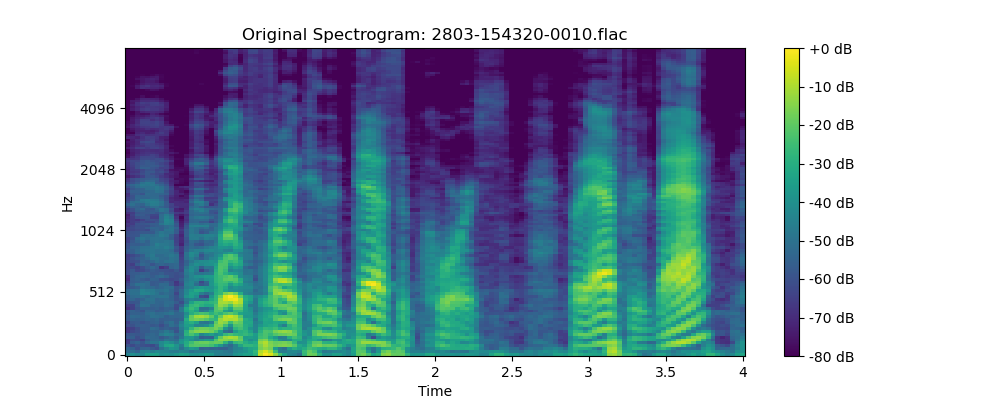 Original Spectrogram: 2803-154320-0010.flac
Hz
4096
2048
1024
512
0
0 0.5 1 1.5 2 2.5 3 3.5 4
Time
+0 dB
-10 dB
-20 dB
-30 dB
-40 dB
-50 dB
-60 dB
-70 dB
-80 dB